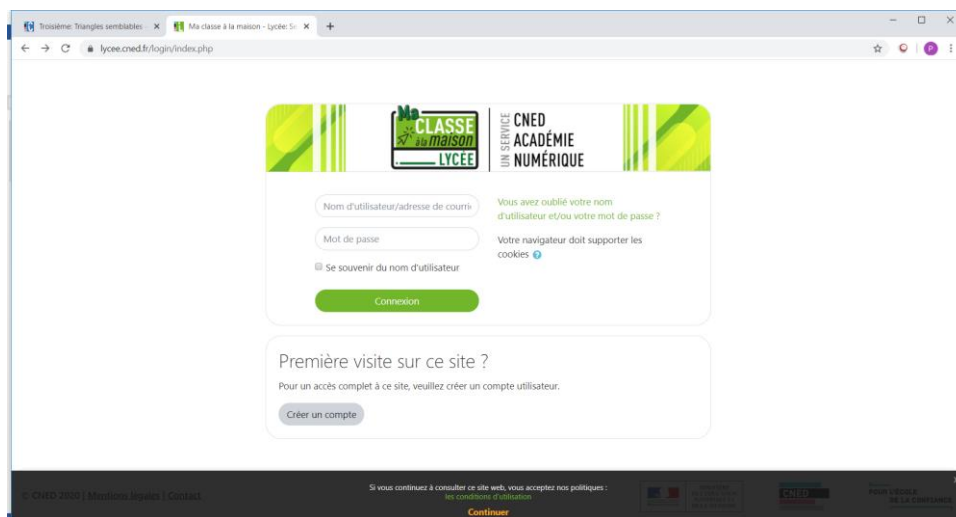 Troisième: Triangles semblables -
Ma classe à la maison - Lycée: Se
lycee.cned.fr/login/index.php
P
Ma
CLASSE
à la maison
LYCÉE
UN SERVICE
CNED
ACADÉMIE
NUMÉRIQUE
Nom d'utilisateur/adresse de courri
Mot de passe
Se souvenir du nom d'utilisateur
Connexion
Vous avez oublié votre nom
d'utilisateur et/ou votre mot de passe ?
Votre navigateur doit supporter les
cookies
Première visite sur ce site ?
Pour un accès complet à ce site, veuillez créer un compte utilisateur.
Créer un compte
© CNED 2020 | Mentions légales | Contact
Si vous continuez à consulter ce site web, vous acceptez nos politiques :
les conditions d'utilisation
Continuer
CNED
POUR L'ÉCOLE
DE LA CONFIANCE